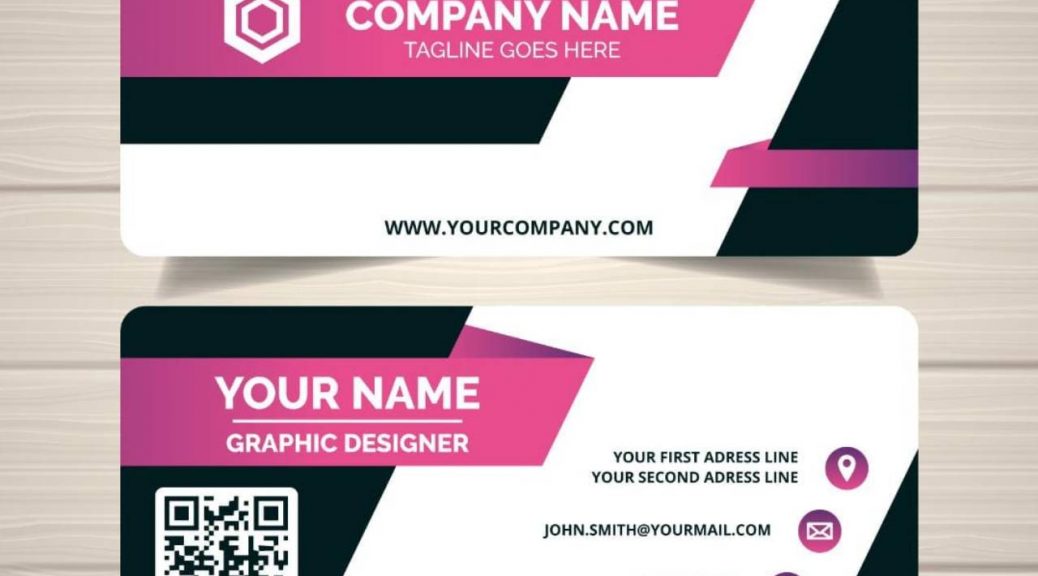 COMPANY NAME
TAGLINE GOES HERE
WWW.YOURCOMPANY.COM
YOUR NAME
GRAPHIC DESIGNER
YOUR FIRST ADRESS LINE
YOUR SECOND ADRESS LINE
JOHN.SMITH@YOURMAIL.COM